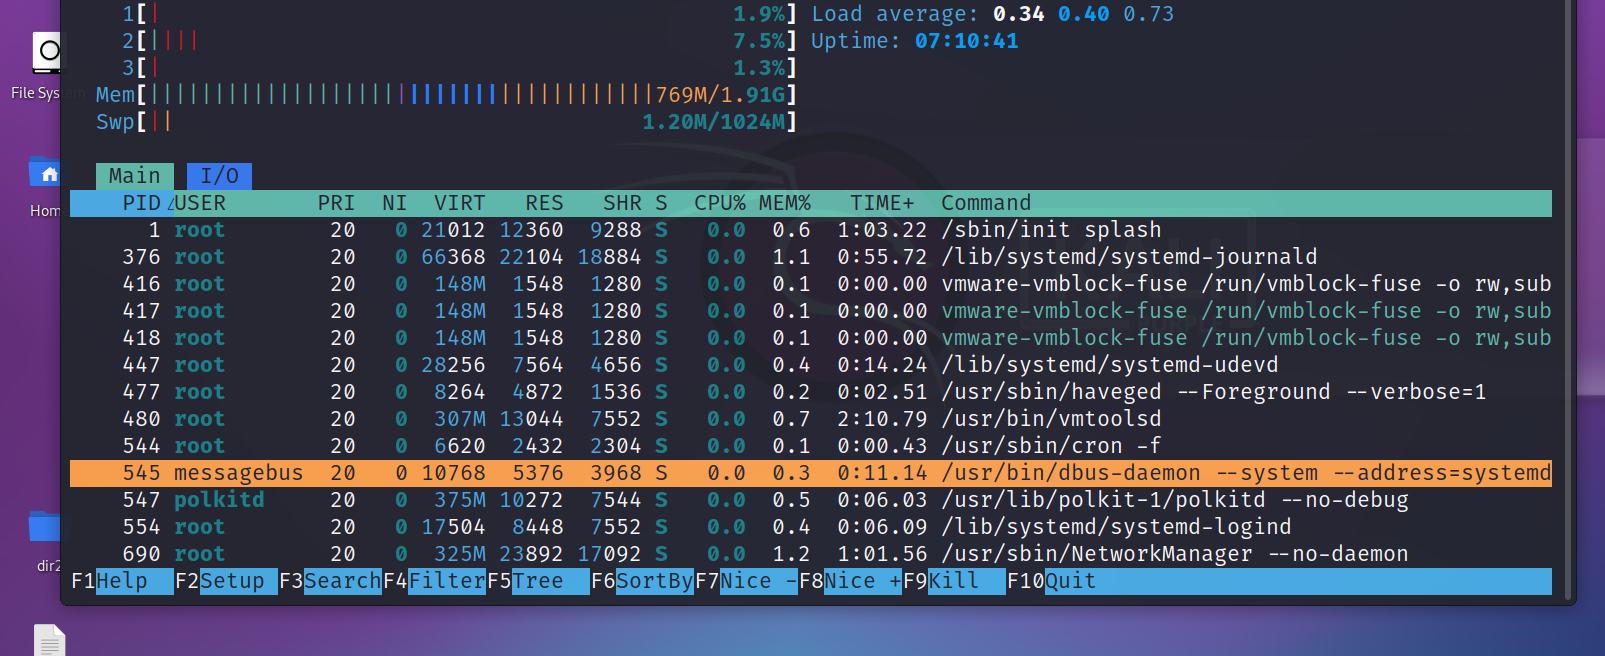 1[| 1.9%] Load average: 0.34 0.40 0.73
2[|||| 7.5%] Uptime: 07:10:41
3[| 1.3%]
Mem[|||||||||||||||||||||||||||||||||||||||769M/1.91G]
Swp[|| 1.20M/1024M]
File System
Home
dir2
Main I/O
PID△USER PRI NI VIRT RES SHR S CPU% MEM% TIME+ Command
1 root 20 0 21012 12360 9288 S 0.0 0.6 1:03.22 /sbin/init splash
376 root 20 0 66368 22104 18884 S 0.0 1.1 0:55.72 /lib/systemd/systemd-journald
416 root 20 0 148M 1548 1280 S 0.0 0.1 0:00.00 vmware-vmblock-fuse /run/vmblock-fuse -o rw,sub
417 root 20 0 148M 1548 1280 S 0.0 0.1 0:00.00 vmware-vmblock-fuse /run/vmblock-fuse -o rw,sub
418 root 20 0 148M 1548 1280 S 0.0 0.1 0:00.00 vmware-vmblock-fuse /run/vmblock-fuse -o rw,sub
447 root 20 0 28256 7564 4656 S 0.0 0.4 0:14.24 /lib/systemd/systemd-udevd
477 root 20 0 8264 4872 1536 S 0.0 0.2 0:02.51 /usr/sbin/haveged --Foreground --verbose=1
480 root 20 0 307M 13044 7552 S 0.0 0.7 2:10.79 /usr/bin/vmtoolsd
544 root 20 0 6620 2432 2304 S 0.0 0.1 0:00.43 /usr/sbin/cron -f
545 messagebus 20 0 10768 5376 3968 S 0.0 0.3 0:11.14 /usr/bin/dbus-daemon --system --address=systemd
547 polkitd 20 0 375M 10272 7544 S 0.0 0.5 0:06.03 /usr/lib/polkit-1/polkitd --no-debug
554 root 20 0 17504 8448 7552 S 0.0 0.4 0:06.09 /lib/systemd/systemd-logind
690 root 20 0 325M 23892 17092 S 0.0 1.2 1:01.56 /usr/sbin/NetworkManager --no-daemon
F1Help F2Setup F3SearchF4FilterF5Tree F6SortByF7Nice -F8Nice +F9Kill F10Quit